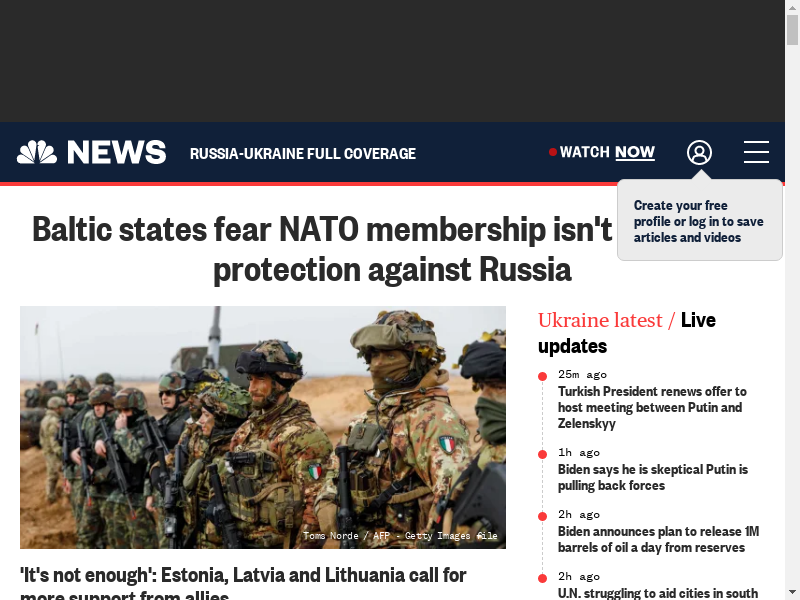 NEWS
RUSSIA-UKRAINE FULL COVERAGE
WATCH NOW
Create your free
profile or log in to save
articles and videos
Baltic states fear NATO membership isn't
protection against Russia
Toms Norde / AFP - Getty Images file
'It's not enough': Estonia, Latvia and Lithuania call for
more support from allies
Ukraine latest / Live
updates
25m ago
Turkish President renews offer to
host meeting between Putin and
Zelenskyy
1h ago
Biden says he is skeptical Putin is
pulling back forces
2h ago
Biden announces plan to release 1M
barrels of oil a day from reserves
2h ago
U.N. struggling to aid cities in south